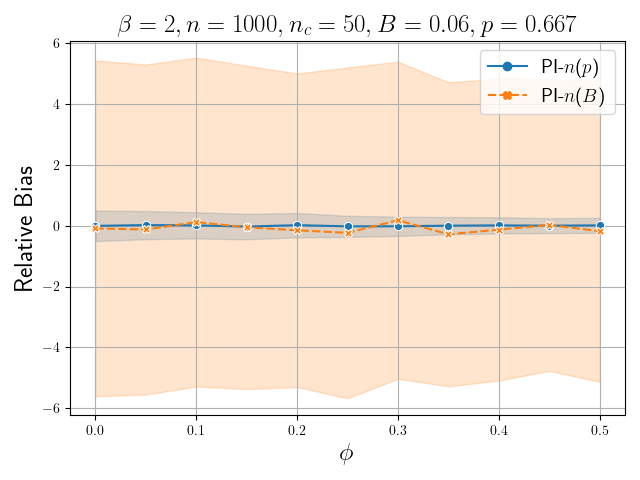 β = 2, n = 1000, n_c = 50, B = 0.06, p = 0.667
PI-n(p)
PI-n(B)
Relative Bias
6
4
2
0
−2
−4
−6
0.0 0.1 0.2 0.3 0.4 0.5
ϕ